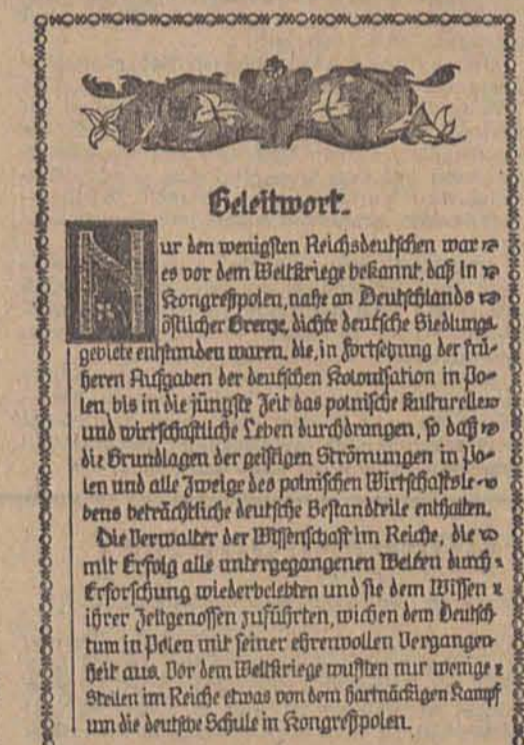 Geleitwort.
Nur den wenigsten Reichsdeutschen war
es vor dem Weltkriege bekannt, daß in
Kongreßpolen, nahe an Deutschlands
östlicher Grenze, dichte deutsche Siedlungs-
gebiete entstanden waren, die, in Fortsetzung der frü-
heren Aufgaben der deutschen Kolonisation in Po-
len, bis in die jüngste Zeit das polnische kulturelle
und wirtschaftliche Leben durchdrangen, so daß
die Grundlagen der geistigen Strömungen in Po-
len und alle Zweige des polnischen Wirtschaftsle-
bens beträchtliche deutsche Bestandteile enthalten.
Die Verwalter der Wissenschaft im Reiche, die
mit Erfolg alle untergegangenen Welten durch
Erforschung wiederbelebten und sie dem Wissen
ihrer Zeitgenossen zuführten, wichen dem Deutsch-
tum in Polen mit seiner ehrenvollen Vergangen-
heit aus. Vor dem Weltkriege wußten nur wenige
Stellen im Reiche etwas von dem hartnäckigen Kampf
um die deutsche Schule in Kongreßpolen.